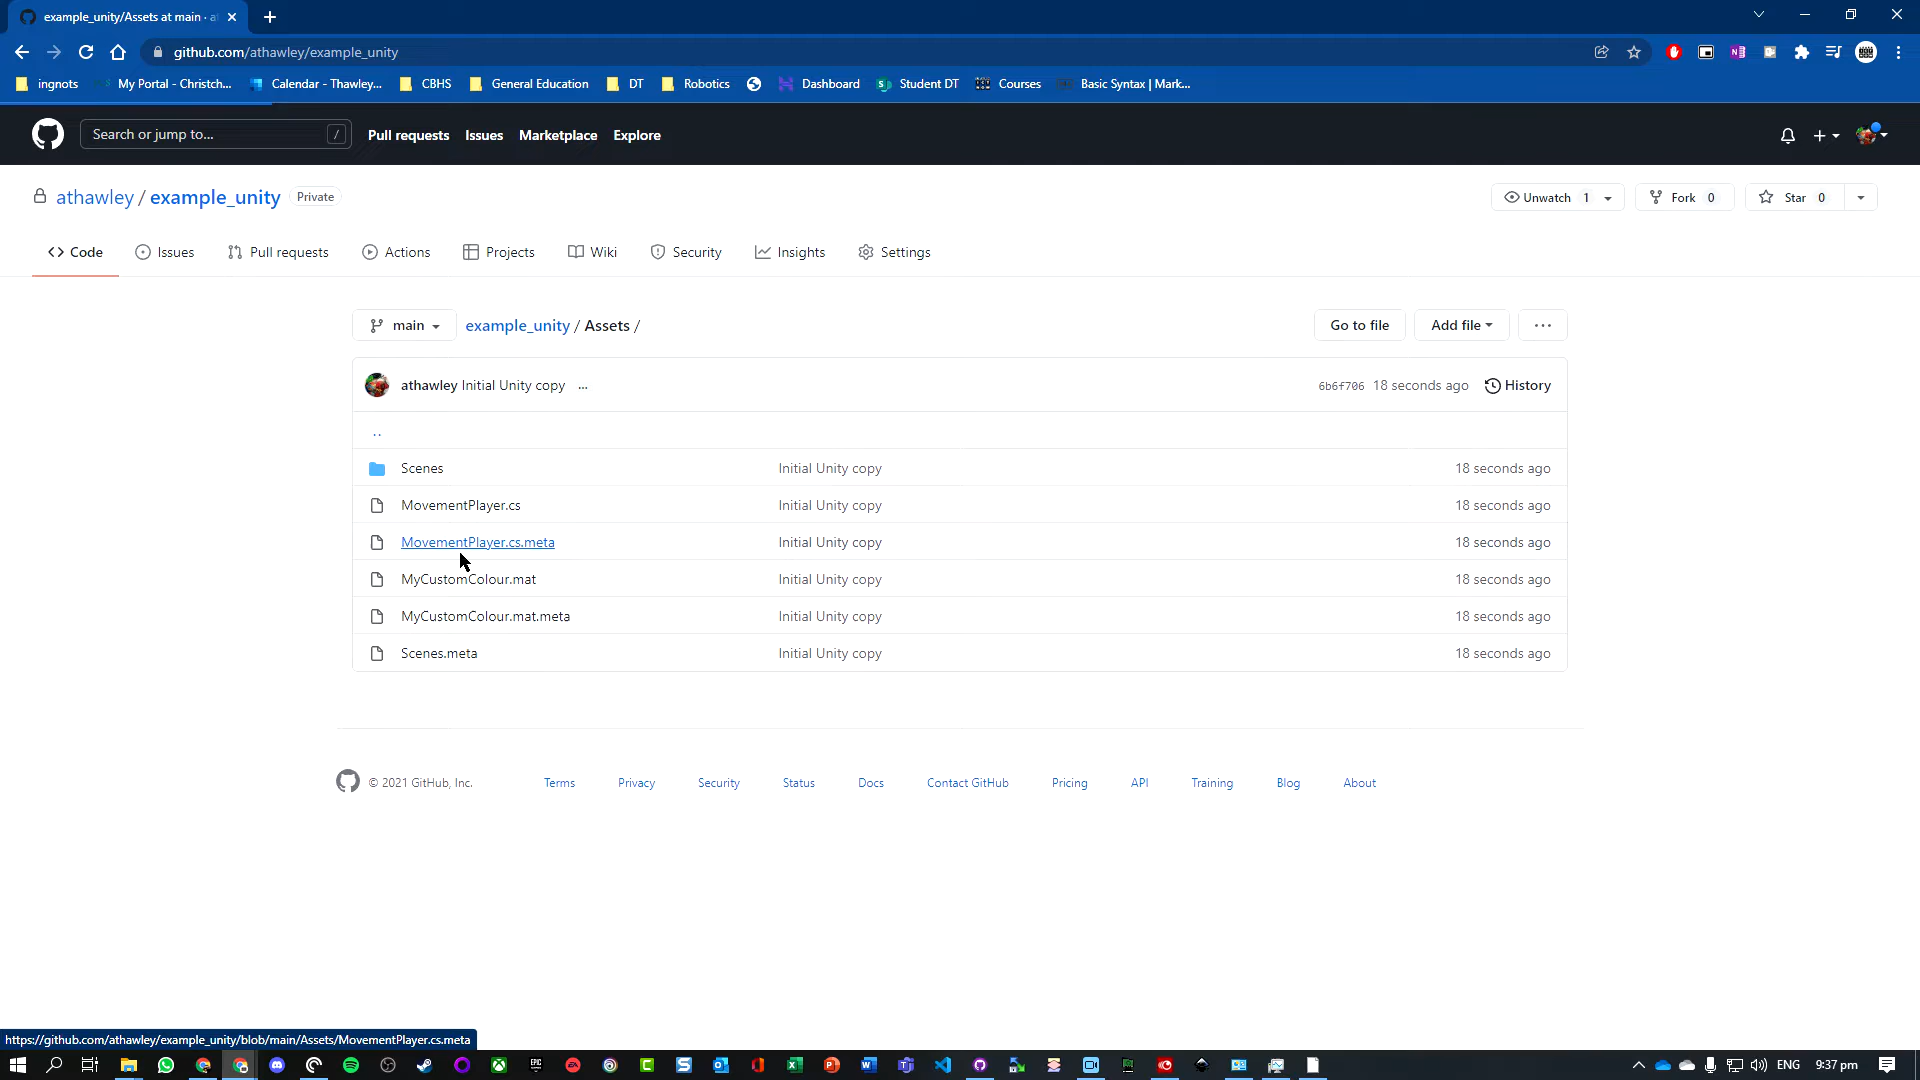 example_unity/Assets at main · a
github.com/athawley/example_unity
ingnots
My Portal - Christch...
Calendar - Thawley,...
CBHS
General Education
DT
Robotics
Dashboard
Student DT
Courses
Basic Syntax | Mark...
Search or jump to...
/
Pull requests
Issues
Marketplace
Explore
athawley / example_unity
Private
Unwatch 1
Fork 0
Star 0
Code
Issues
Pull requests
Actions
Projects
Wiki
Security
Insights
Settings
main
example_unity / Assets /
Go to file
Add file
...
athawley Initial Unity copy ...
6b6f706 18 seconds ago
History
..
Scenes Initial Unity copy 18 seconds ago
MovementPlayer.cs Initial Unity copy 18 seconds ago
MovementPlayer.cs.meta Initial Unity copy 18 seconds ago
MyCustomColour.mat Initial Unity copy 18 seconds ago
MyCustomColour.mat.meta Initial Unity copy 18 seconds ago
Scenes.meta Initial Unity copy 18 seconds ago
© 2021 GitHub, Inc.
Terms
Privacy
Security
Status
Docs
Contact GitHub
Pricing
API
Training
Blog
About
https://github.com/athawley/example_unity/blob/main/Assets/MovementPlayer.cs.meta
ENG
9:37 pm